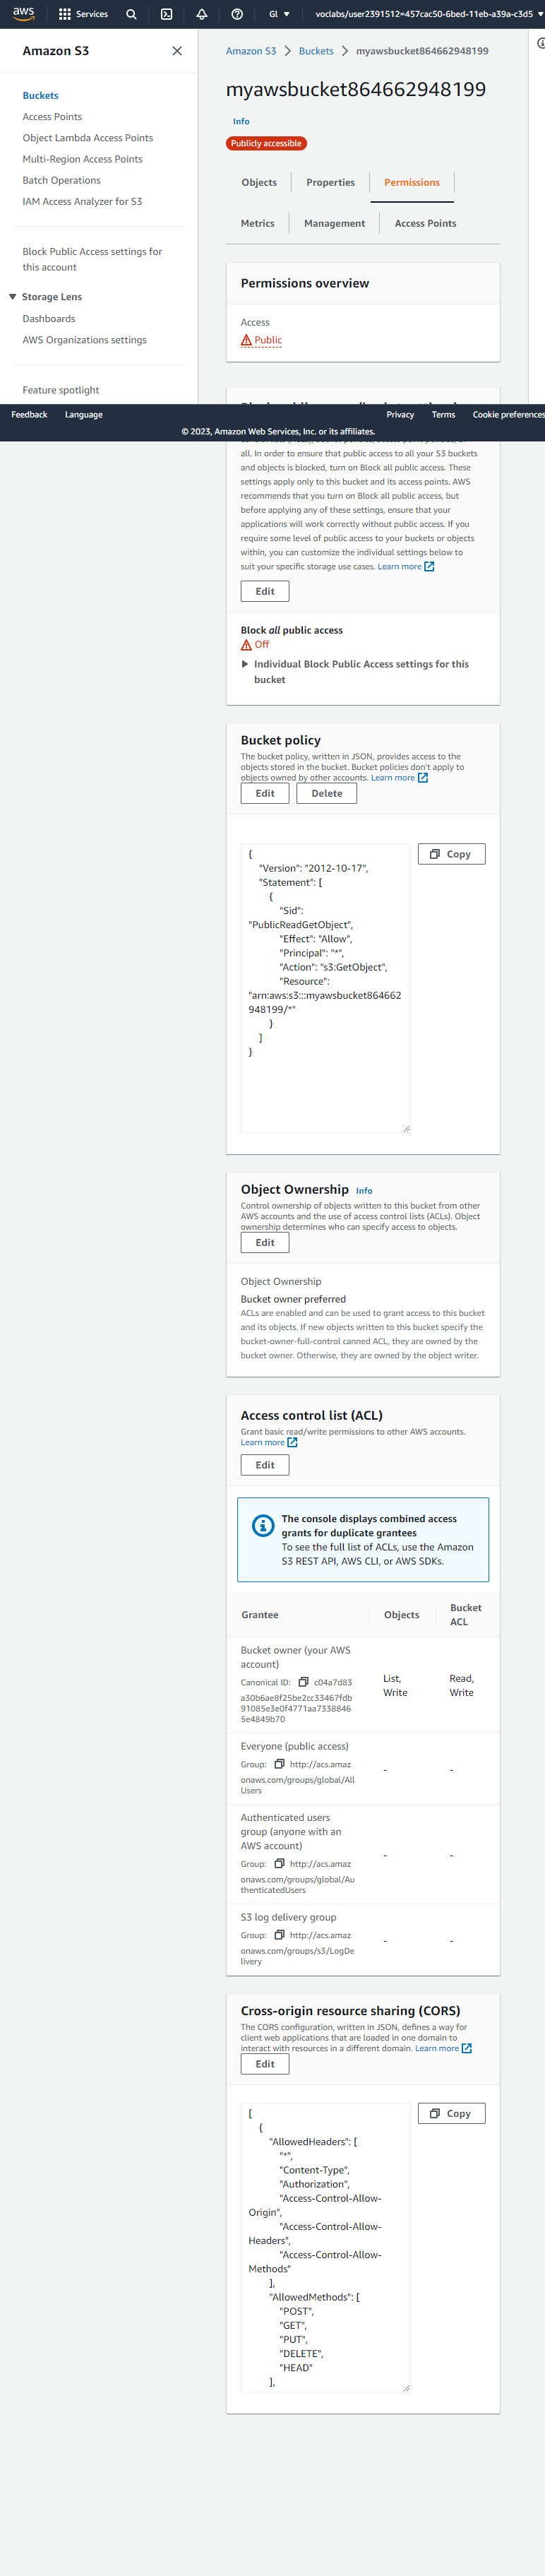 aws
Services
Gl
voclabs/user2391512=457cac50-6bed-11eb-a39a-c3d5
Amazon S3
Buckets
Access Points
Object Lambda Access Points
Multi-Region Access Points
Batch Operations
IAM Access Analyzer for S3
Block Public Access settings for
this account
Storage Lens
Dashboards
AWS Organizations settings
Feature spotlight
Amazon S3 > Buckets > myawsbucket864662948199
myawsbucket864662948199
Info
Publicly accessible
Objects
Properties
Permissions
Metrics
Management
Access Points
Permissions overview
Access
Public
Feedback
Language
Privacy
Terms
Cookie preferences
© 2023, Amazon Web Services, Inc. or its affiliates.
all. In order to ensure that public access to all your S3 buckets
and objects is blocked, turn on Block all public access. These
settings apply only to this bucket and its access points. AWS
recommends that you turn on Block all public access, but
before applying any of these settings, ensure that your
applications will work correctly without public access. If you
require some level of public access to your buckets or objects
within, you can customize the individual settings below to
suit your specific storage use cases. Learn more
Edit
Block all public access
Off
Individual Block Public Access settings for this
bucket
Bucket policy
The bucket policy, written in JSON, provides access to the
objects stored in the bucket. Bucket policies don't apply to
objects owned by other accounts. Learn more
Edit
Delete
Copy
{
"Version": "2012-10-17",
"Statement": [
{
"Sid":
"PublicReadGetObject",
"Effect": "Allow",
"Principal": "*",
"Action": "s3:GetObject",
"Resource":
"arn:aws:s3:::myawsbucket864662
948199/*"
}
]
}
Object Ownership Info
Control ownership of objects written to this bucket from other
AWS accounts and the use of access control lists (ACLs). Object
ownership determines who can specify access to objects.
Edit
Object Ownership
Bucket owner preferred
ACLs are enabled and can be used to grant access to this bucket
and its objects. If new objects written to this bucket specify the
bucket-owner-full-control canned ACL, they are owned by the
bucket owner. Otherwise, they are owned by the object writer.
Access control list (ACL)
Grant basic read/write permissions to other AWS accounts.
Learn more
Edit
The console displays combined access
grants for duplicate grantees
To see the full list of ACLs, use the Amazon
S3 REST API, AWS CLI, or AWS SDKs.
Grantee
Objects
Bucket
ACL
Bucket owner (your AWS
account)
Canonical ID: c04a7d83
a30b6ae8f25be2cc33467fdb
91085e3e0f4771aa7338846
5e4849b70
List,
Write
Read,
Write
Everyone (public access)
Group: http://acs.amaz
onaws.com/groups/global/All
Users
-
-
Authenticated users
group (anyone with an
AWS account)
Group: http://acs.amaz
onaws.com/groups/global/Au
thenticatedUsers
-
-
S3 log delivery group
Group: http://acs.amaz
onaws.com/groups/s3/LogDe
livery
-
-
Cross-origin resource sharing (CORS)
The CORS configuration, written in JSON, defines a way for
client web applications that are loaded in one domain to
interact with resources in a different domain. Learn more
Edit
Copy
[
{
"AllowedHeaders": [
"*",
"Content-Type",
"Authorization",
"Access-Control-Allow-
Origin",
"Access-Control-Allow-
Headers",
"Access-Control-Allow-
Methods"
],
"AllowedMethods": [
"POST",
"GET",
"PUT",
"DELETE",
"HEAD"
],